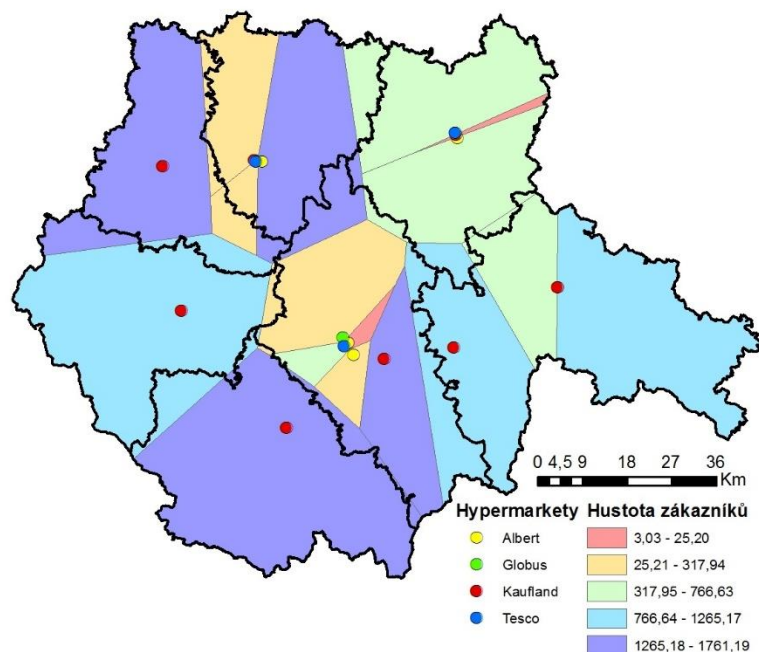 0 4,5 9 18 27 36
Km
Hypermarkety
Albert
Globus
Kaufland
Tesco
Hustota zákazníků
3,03 - 25,20
25,21 - 317,94
317,95 - 766,63
766,64 - 1265,17
1265,18 - 1761,19